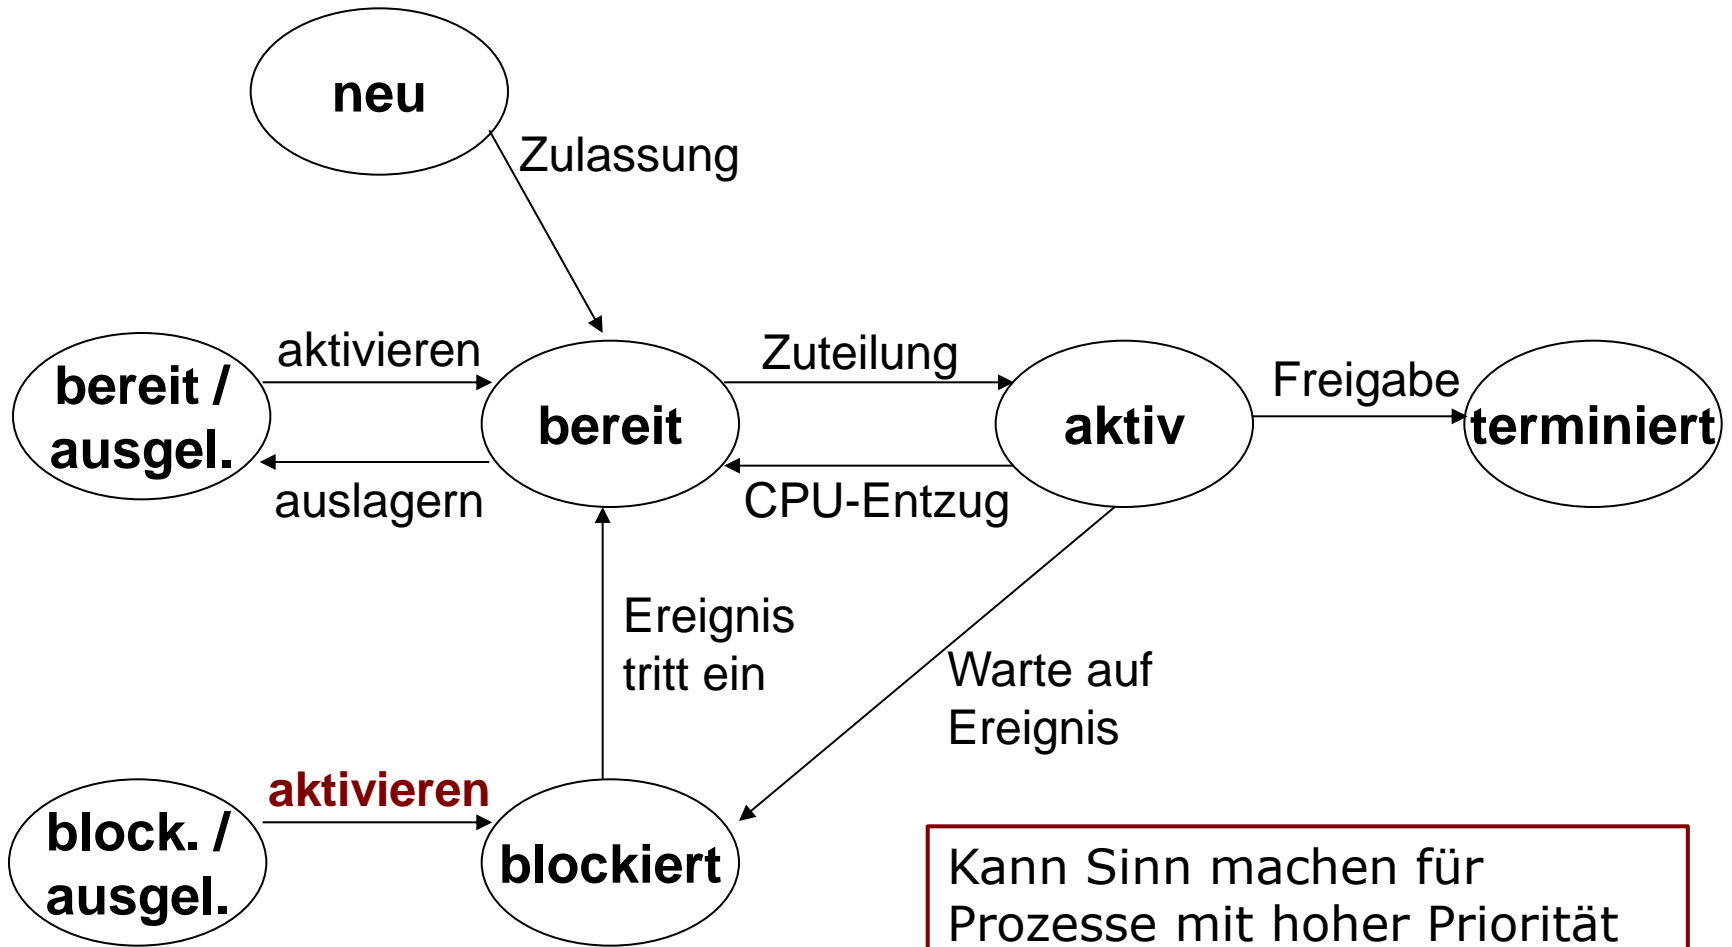 neu
Zulassung
aktivieren
bereit /
ausgel.
auslagern
bereit
Zuteilung
CPU-Entzug
aktiv
Freigabe
terminiert
Ereignis
tritt ein
Warte auf
Ereignis
aktivieren
block. /
ausgel.
blockiert
Kann Sinn machen für
Prozesse mit hoher Priorität